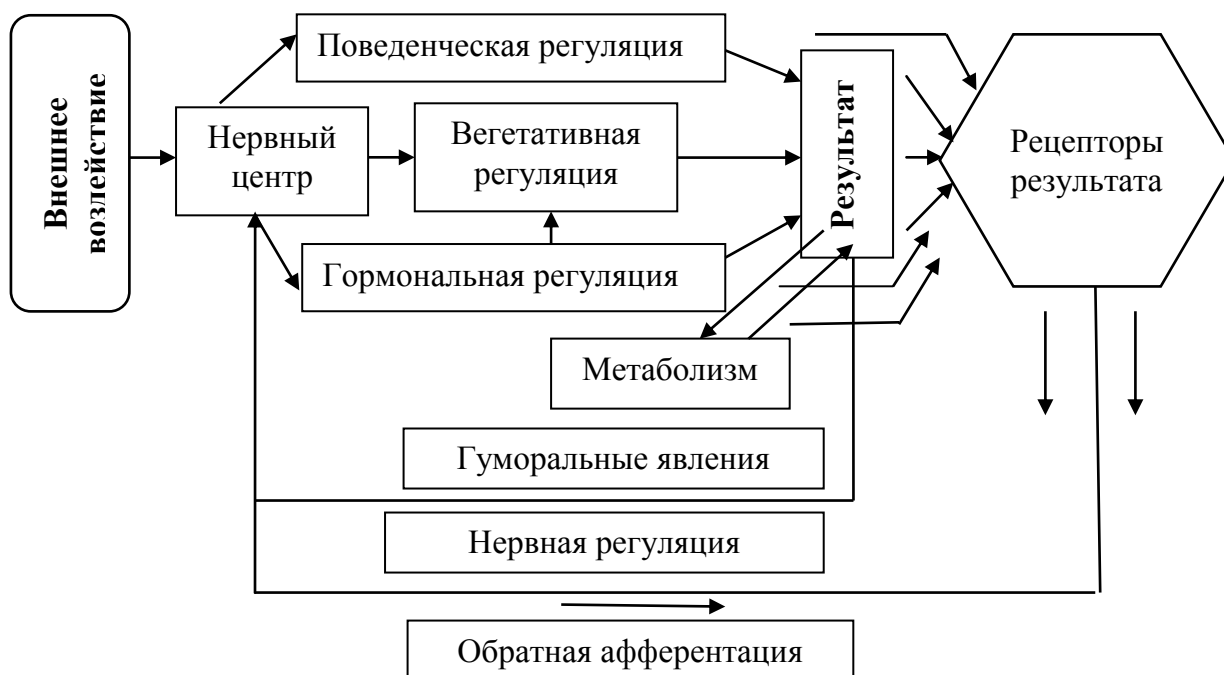 Внешнее
возлействие
Поведенческая регуляция
Нервный
центр
Вегетативная
регуляция
Гормональная регуляция
Результат
Рецепторы
результата
Метаболизм
Гуморальные явления
Нервная регуляция
Обратная афферентация